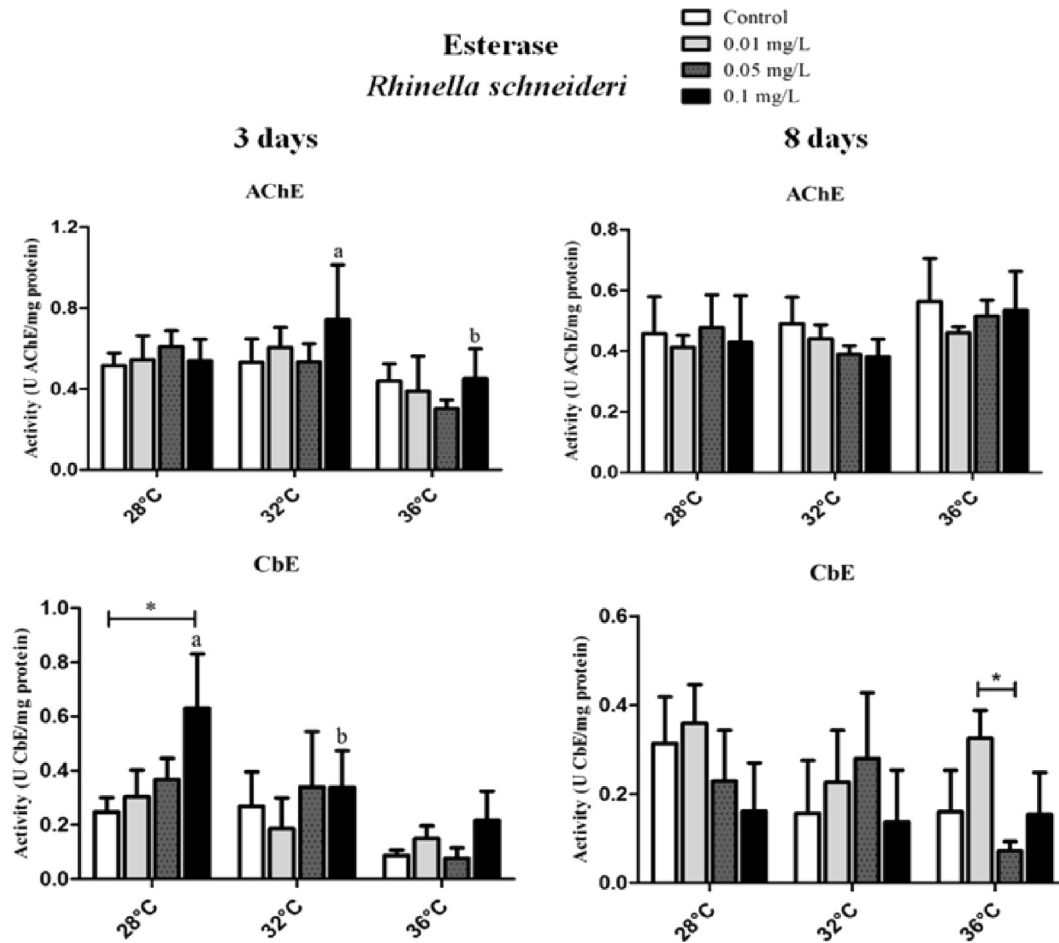 Esterase
Rhinella schneideri
Control
0.01 mg/L
0.05 mg/L
0.1 mg/L
3 days
AChE
Activity (U AChE/mg protein)
1.2
0.8
0.4
0.0
a
b
28°C
32°C
36°C
8 days
AChE
Activity (U AChE/mg protein)
0.8
0.6
0.4
0.2
0.0
28°C
32°C
36°C
CbE
Activity (U CbE/mg protein)
1.0
0.8
0.6
0.4
0.2
0.0
*
a
b
28°C
32°C
36°C
CbE
Activity (U CbE/mg protein)
0.6
0.4
0.2
0.0
*
28°C
32°C
36°C